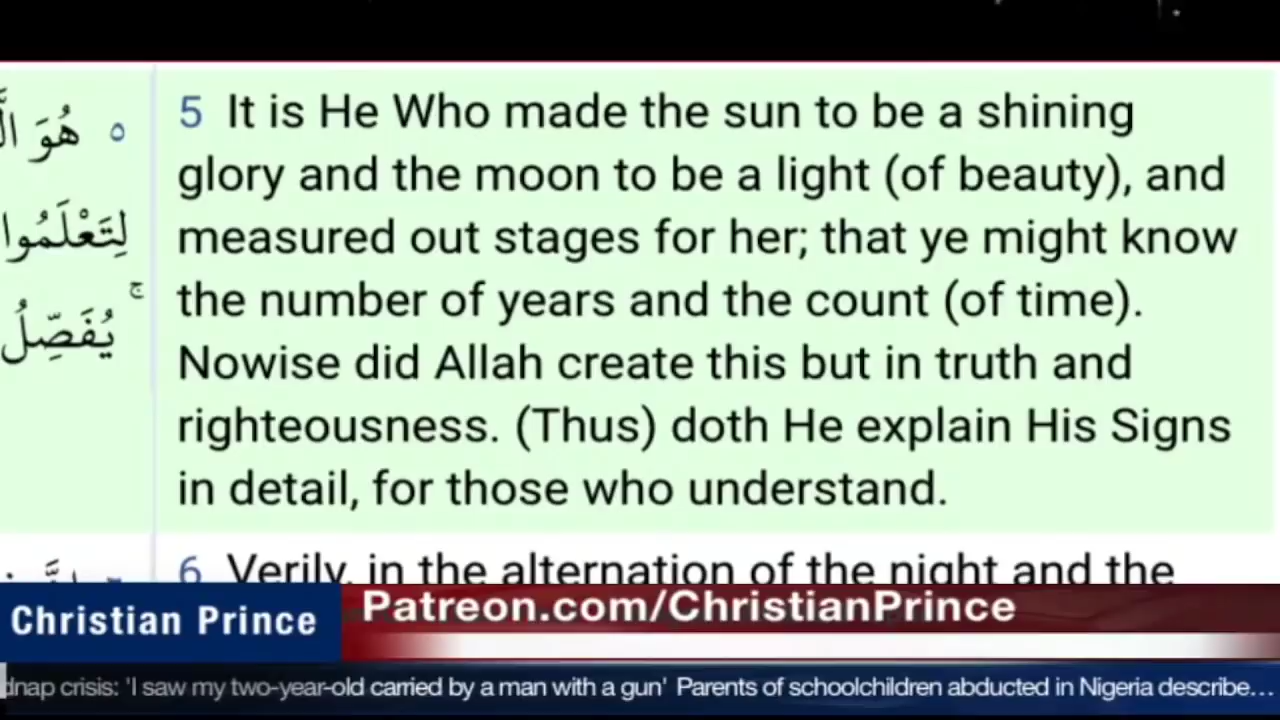 ٥ هُوَ
لِتَعْلَمُوا
ۚ
يُفَصِّلُ
5 It is He Who made the sun to be a shining
glory and the moon to be a light (of beauty), and
measured out stages for her; that ye might know
the number of years and the count (of time).
Nowise did Allah create this but in truth and
righteousness. (Thus) doth He explain His Signs
in detail, for those who understand.
6 Verily, in the alternation of the night and the
Christian Prince
Patreon.com/ChristianPrince
crisis: 'I saw my two-year-old carried by a man with a gun' Parents of schoolchildren abducted in Nigeria describe...